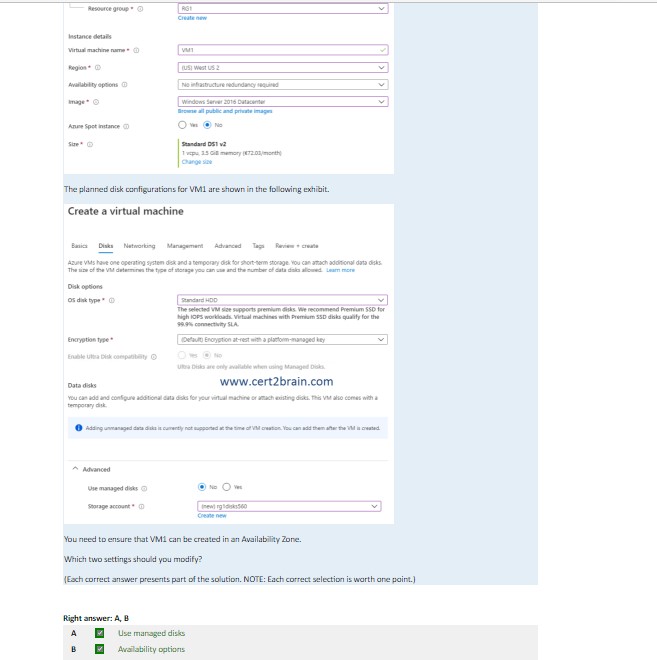 Resource group *
RG1
Create new
Instance details
Virtual machine name *
VM1
Region *
(US) West US 2
Availability options
No infrastructure redundancy required
Image *
Windows Server 2016 Datacenter
Browse all public and private images
Azure Spot instance
Yes No
Size *
Standard DS1 v2
1 vcpu, 3.5 GiB memory (€72.03/month)
Change size
The planned disk configurations for VM1 are shown in the following exhibit.
Create a virtual machine
Basics Disks Networking Management Advanced Tags Review + create
Azure VMs have one operating system disk and a temporary disk for short-term storage. You can attach additional data disks.
The size of the VM determines the type of storage you can use and the number of data disks allowed. Learn more
Disk options
OS disk type *
Standard HDD
The selected VM size supports premium disks. We recommend Premium SSD for
high IOPS workloads. Virtual machines with Premium SSD disks qualify for the
99.9% connectivity SLA.
Encryption type *
(Default) Encryption at-rest with a platform-managed key
Enable Ultra Disk compatibility
Yes No
Ultra Disks are only available when using Managed Disks.
www.cert2brain.com
Data disks
You can add and configure additional data disks for your virtual machine or attach existing disks. This VM also comes with a
temporary disk.
Adding unmanaged data disks is currently not supported at the time of VM creation. You can add them after the VM is created.
Advanced
Use managed disks
No Yes
Storage account *
(new) rg1disks560
Create new
You need to ensure that VM1 can be created in an Availability Zone.
Which two settings should you modify?
(Each correct answer presents part of the solution. NOTE: Each correct selection is worth one point.)
Right answer: A, B
A Use managed disks
B Availability options